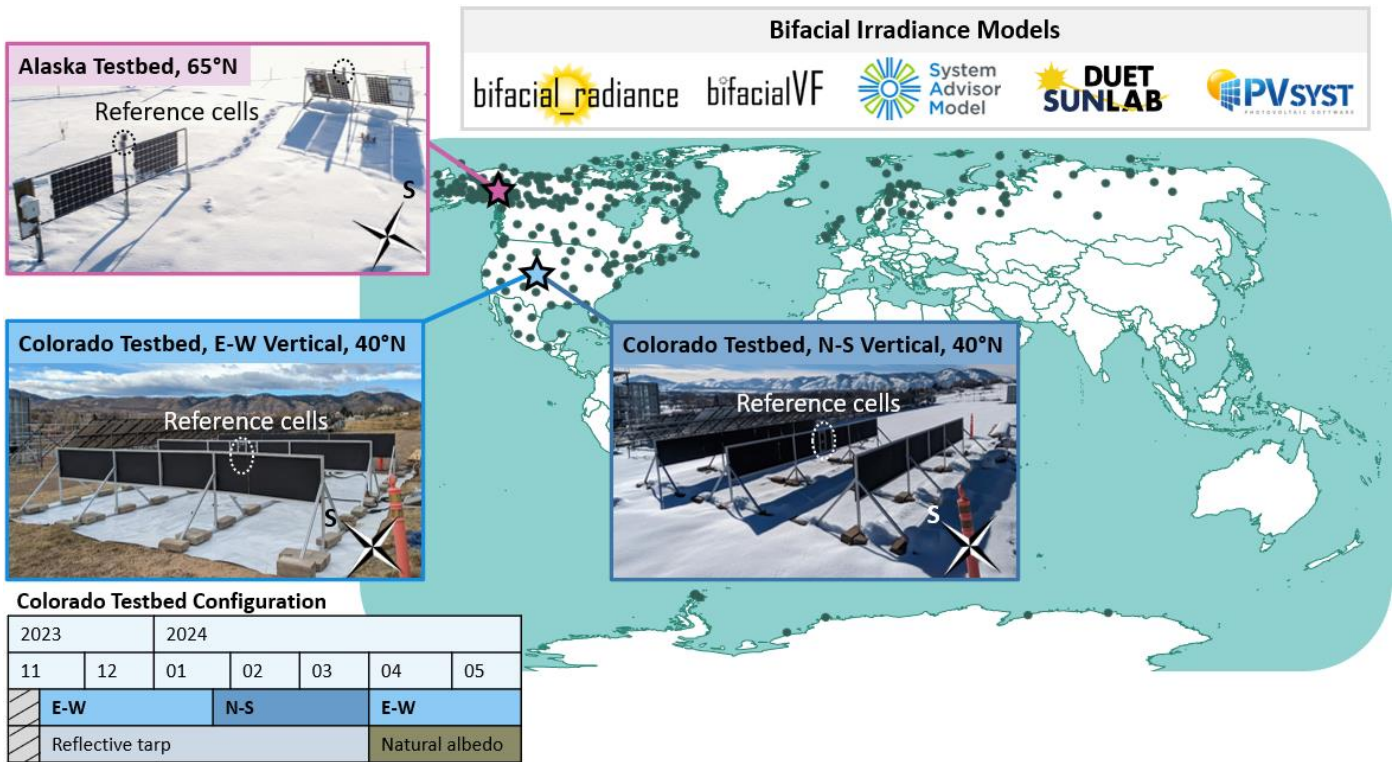 Bifacial Irradiance Models
bifacial_radiance
bifacialVF
System
Advisor
Model
DUET
SUNLAB
PVSYST
PHOTOVOLTAIC SOFTWARE
Alaska Testbed, 65°N
Reference cells
S
Colorado Testbed, E-W Vertical, 40°N
Reference cells
S
Colorado Testbed, N-S Vertical, 40°N
Reference cells
S
Colorado Testbed Configuration
2023 2024
11 12 01 02 03 04 05
E-W N-S E-W
Reflective tarp Natural albedo